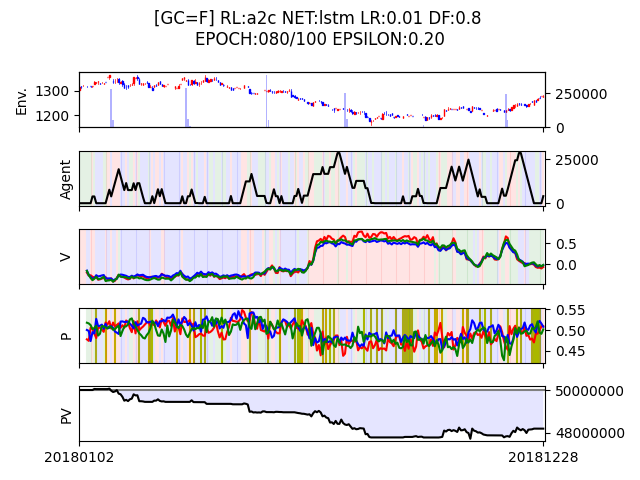 [GC=F] RL:a2c NET:lstm LR:0.01 DF:0.8
EPOCH:080/100 EPSILON:0.20
Env.
1300
1200
250000
0
Agent
25000
0
V
0.5
0.0
P
0.55
0.50
0.45
PV
50000000
48000000
20180102
20181228